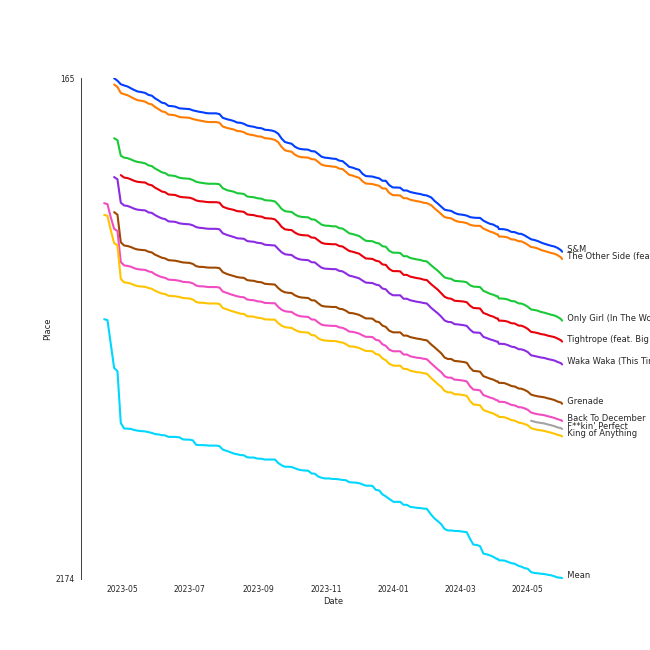 165
S&M
The Other Side (fea
Only Girl (In The Wo
Tightrope (feat. Big
Waka Waka (This Ti
Grenade
Back To December
F**kin' Perfect
King of Anything
Mean
2174
Place
2023-05 2023-07 2023-09 2023-11 2024-01 2024-03 2024-05
Date